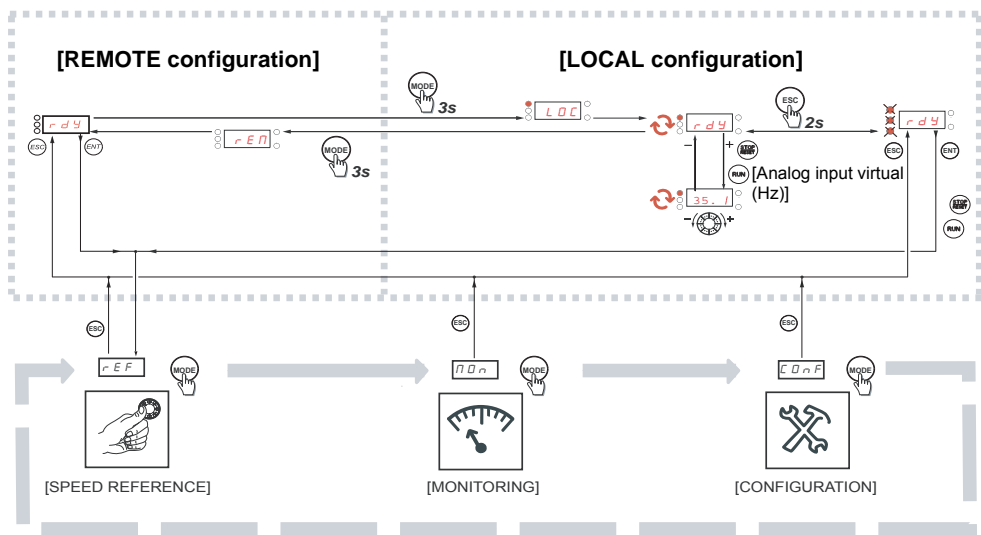 [REMOTE configuration]
[LOCAL configuration]
MODE
3s
LOC
ESC
2s
rdY
rdY
rdY
ESC
ENT
rEN
MODE
3s
- +
STOP RESET
ESC
ENT
RUN
[Analog input virtual
(Hz)]
35.1
- +
STOP RESET
RUN
ESC
ESC
ESC
rEF
MODE
MOn
MODE
COnF
MODE
[SPEED REFERENCE]
[MONITORING]
[CONFIGURATION]